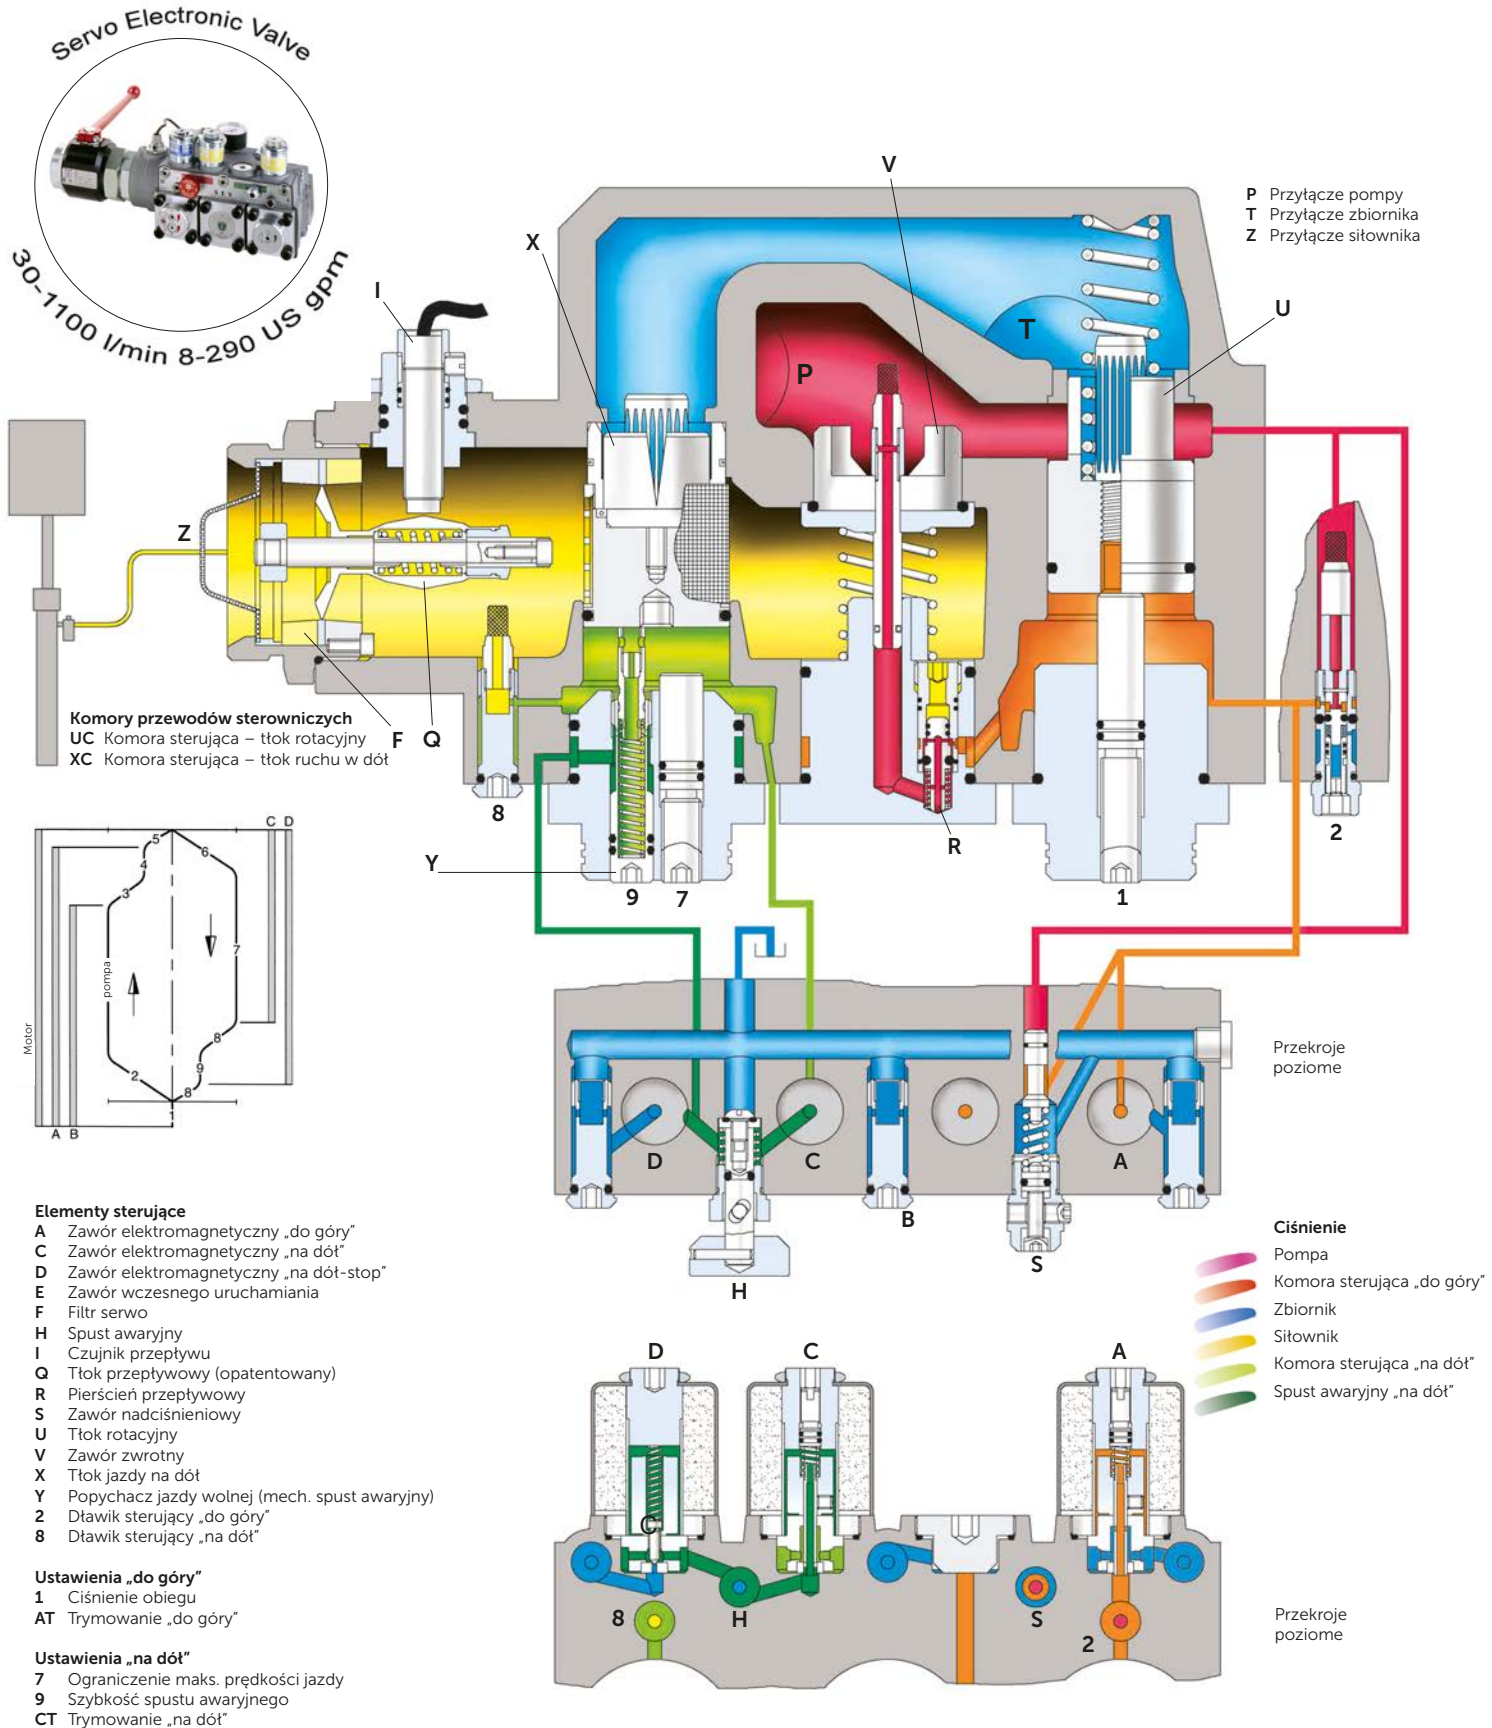 Servo Electronic Valve
30-1100 l/min 8-290 US gpm
P Przyłącze pompy
T Przyłącze zbiornika
Z Przyłącze siłownika
V
X
I
U
T
P
Z
Komory przewodów sterowniczych
UC Komora sterująca – tłok rotacyjny
XC Komora sterująca – tłok ruchu w dół
F
Q
8
R
2
Y
9
7
1
C D
5
6
4
3
7
pompa
Motor
8
2
9
8
1
A B
Przekroje
poziome
D
C
A
B
S
H
Elementy sterujące
A Zawór elektromagnetyczny „do góry”
C Zawór elektromagnetyczny „na dół”
D Zawór elektromagnetyczny „na dół-stop”
E Zawór wczesnego uruchamiania
F Filtr serwo
H Spust awaryjny
I Czujnik przepływu
Q Tłok przepływowy (opatentowany)
R Pierścień przepływowy
S Zawór nadciśnieniowy
U Tłok rotacyjny
V Zawór zwrotny
X Tłok jazdy na dół
Y Popychacz jazdy wolnej (mech. spust awaryjny)
2 Dławik sterujący „do góry”
8 Dławik sterujący „na dół”
Ustawienia „do góry”
1 Ciśnienie obiegu
AT Trymowanie „do góry”
Ustawienia „na dół”
7 Ograniczenie maks. prędkości jazdy
9 Szybkość spustu awaryjnego
CT Trymowanie „na dół”
Ciśnienie
Pompa
Komora sterująca „do góry”
Zbiornik
Siłownik
Komora sterująca „na dół”
Spust awaryjny „na dół”
D
C
A
C
8
H
S
2
Przekroje
poziome